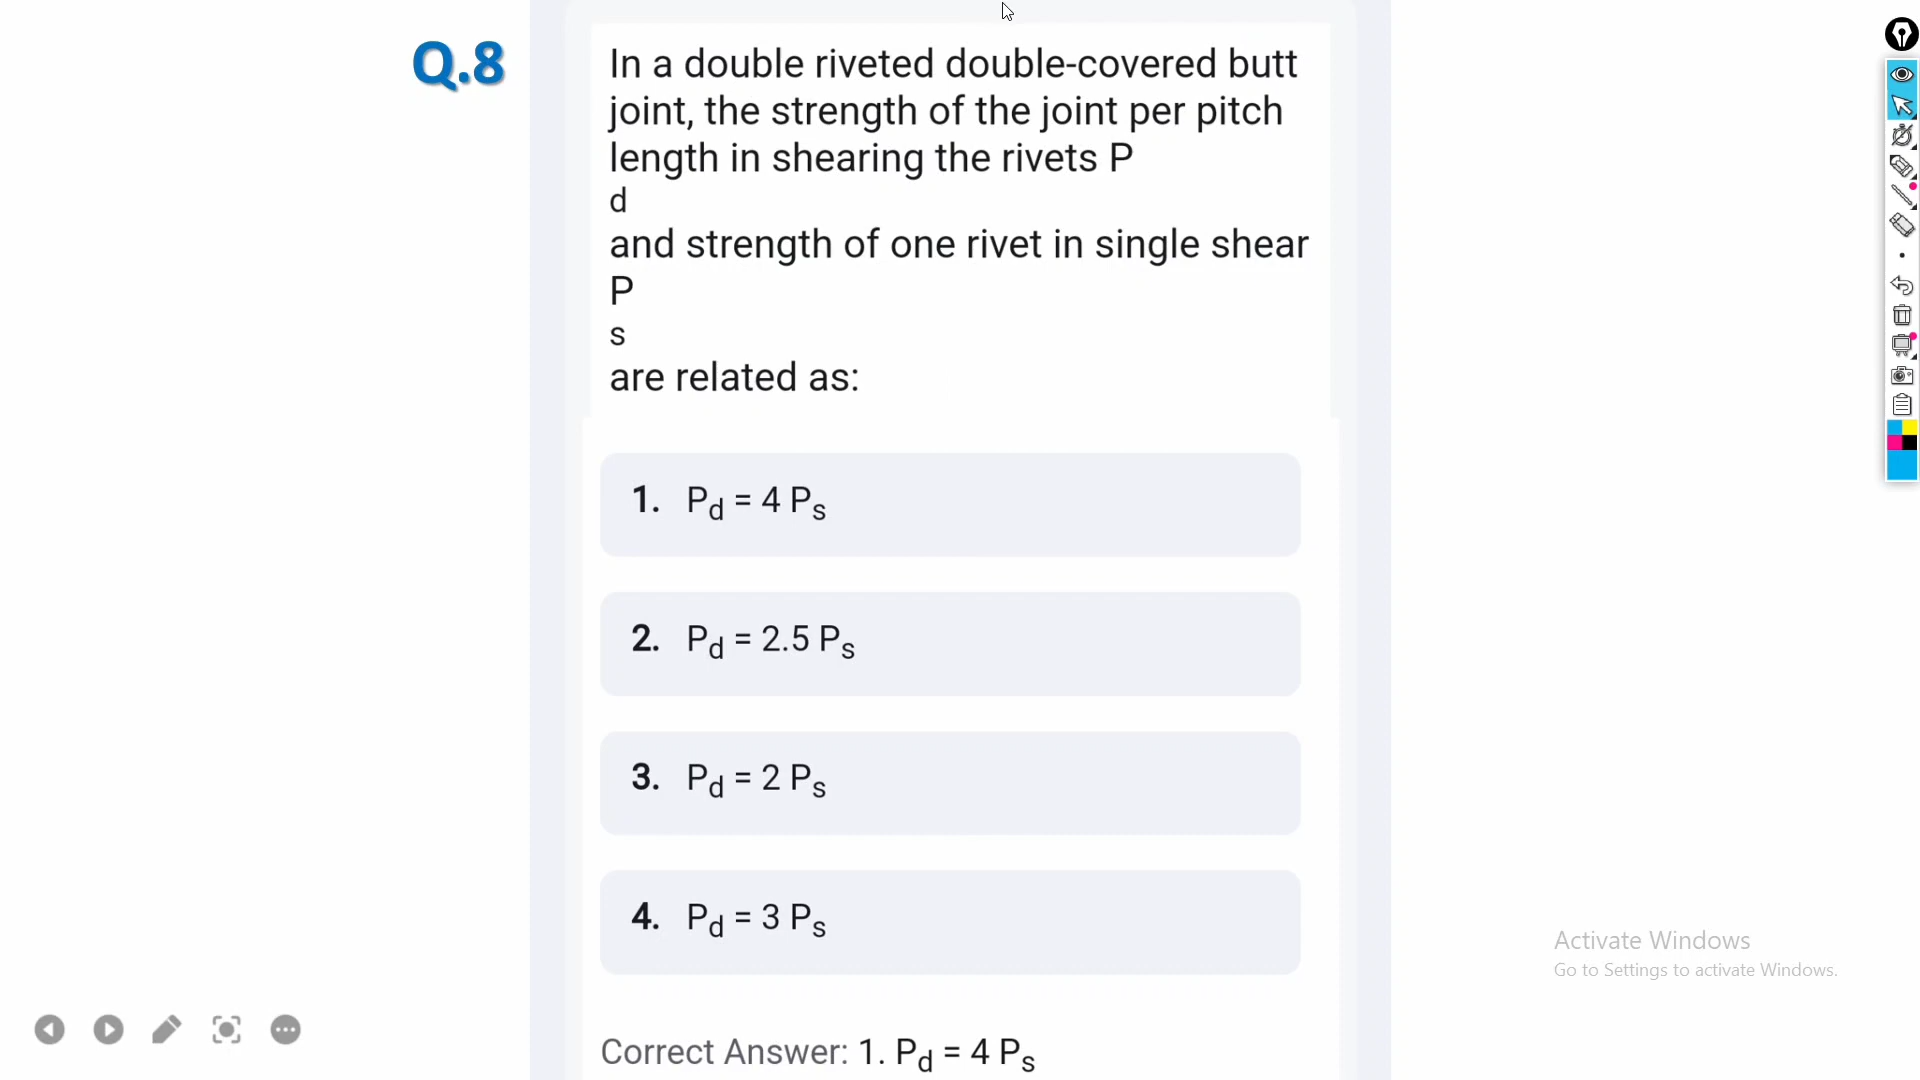 Q.8
In a double riveted double-covered butt
joint, the strength of the joint per pitch
length in shearing the rivets P
d
and strength of one rivet in single shear
P
s
are related as:
1. Pd = 4 Ps
2. Pd = 2.5 Ps
3. Pd = 2 Ps
4. Pd = 3 Ps
Correct Answer: 1. Pd = 4 Ps
Activate Windows
Go to Settings to activate Windows.